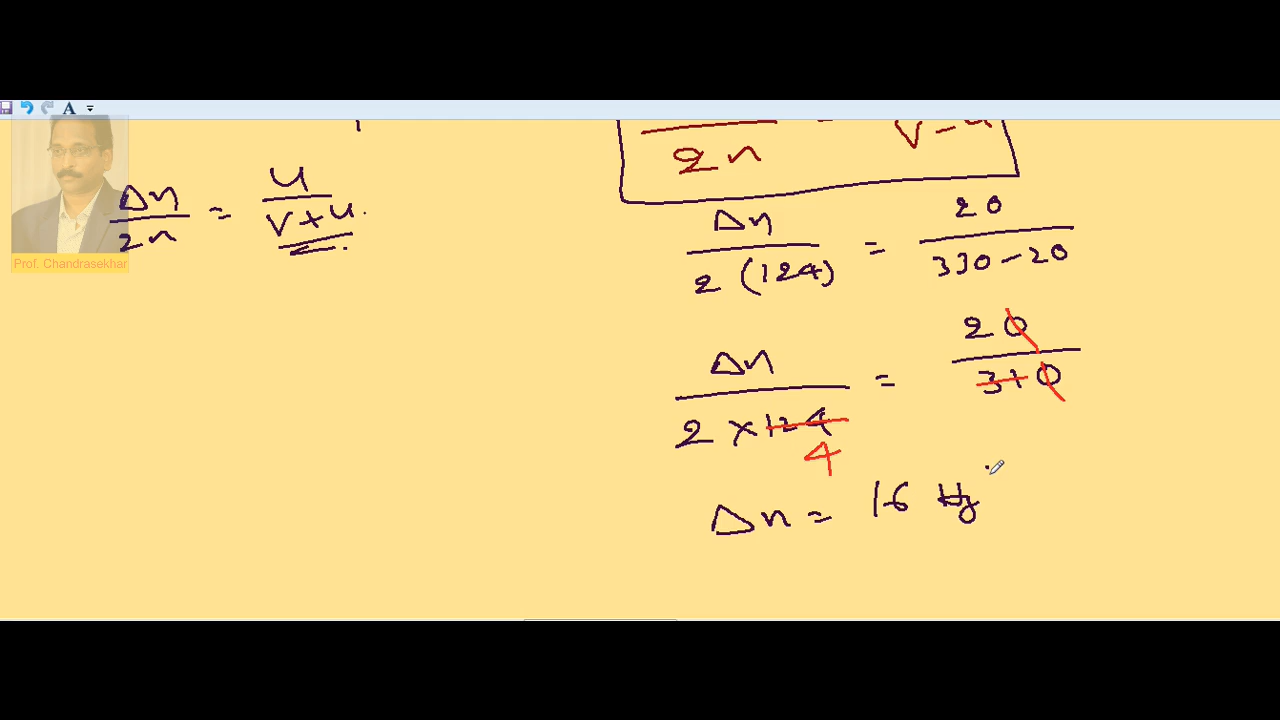 A
Δn/2n = u/(v+u).
/2n v-u
Prof. Chandrasekhar
Δn/2(124) = 20/(330-20)
Δn/(2×124) = 20/310
4
Δn = 16 Hz